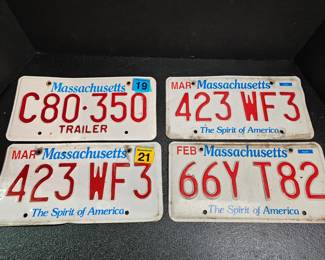 Massachusetts 19
C80·350
TRAILER
MAR Massachusetts
423 WF3
The Spirit of America
MAR Massachusetts 21
423 WF3
The Spirit of America
FEB Massachusetts
66Y T82
The Spirit of America